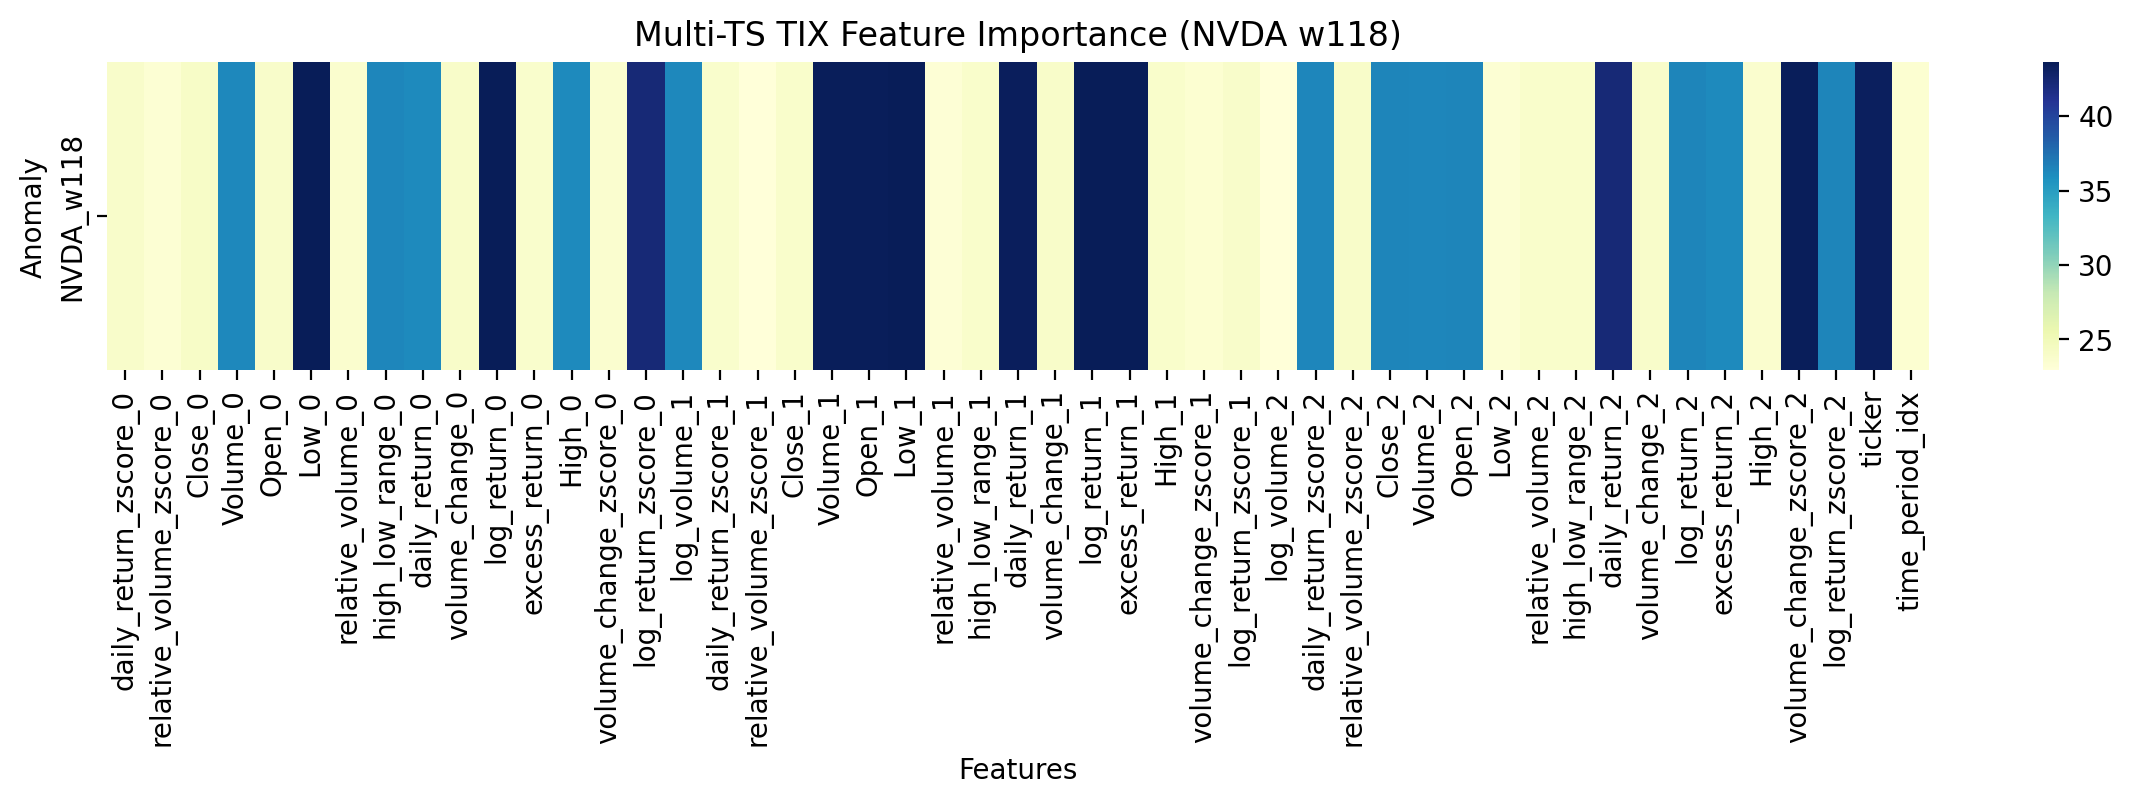 Multi-TS TIX Feature Importance (NVDA w118)
Anomaly
NVDA_w118
40
35
30
25
daily_return_zscore_0
relative_volume_zscore_0
Close_0
Volume_0
Open_0
Low_0
relative_volume_0
high_low_range_0
daily_return_0
volume_change_0
log_return_0
excess_return_0
High_0
volume_change_zscore_0
log_return_zscore_0
log_volume_1
daily_return_zscore_1
relative_volume_zscore_1
Close_1
Volume_1
Open_1
Low_1
relative_volume_1
high_low_range_1
daily_return_1
volume_change_1
log_return_1
excess_return_1
High_1
volume_change_zscore_1
log_return_zscore_1
log_volume_2
daily_return_zscore_2
relative_volume_zscore_2
Close_2
Volume_2
Open_2
Low_2
relative_volume_2
high_low_range_2
daily_return_2
volume_change_2
log_return_2
excess_return_2
High_2
volume_change_zscore_2
log_return_zscore_2
ticker
time_period_idx
Features